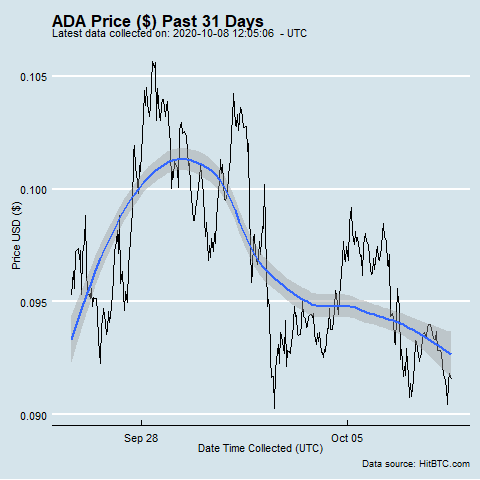 ADA Price ($) Past 31 Days
Latest data collected on: 2020-10-08 12:05:06 - UTC
0.105
0.100
0.095
0.090
Price USD ($)
Sep 28
Oct 05
Date Time Collected (UTC)
Data source: HitBTC.com